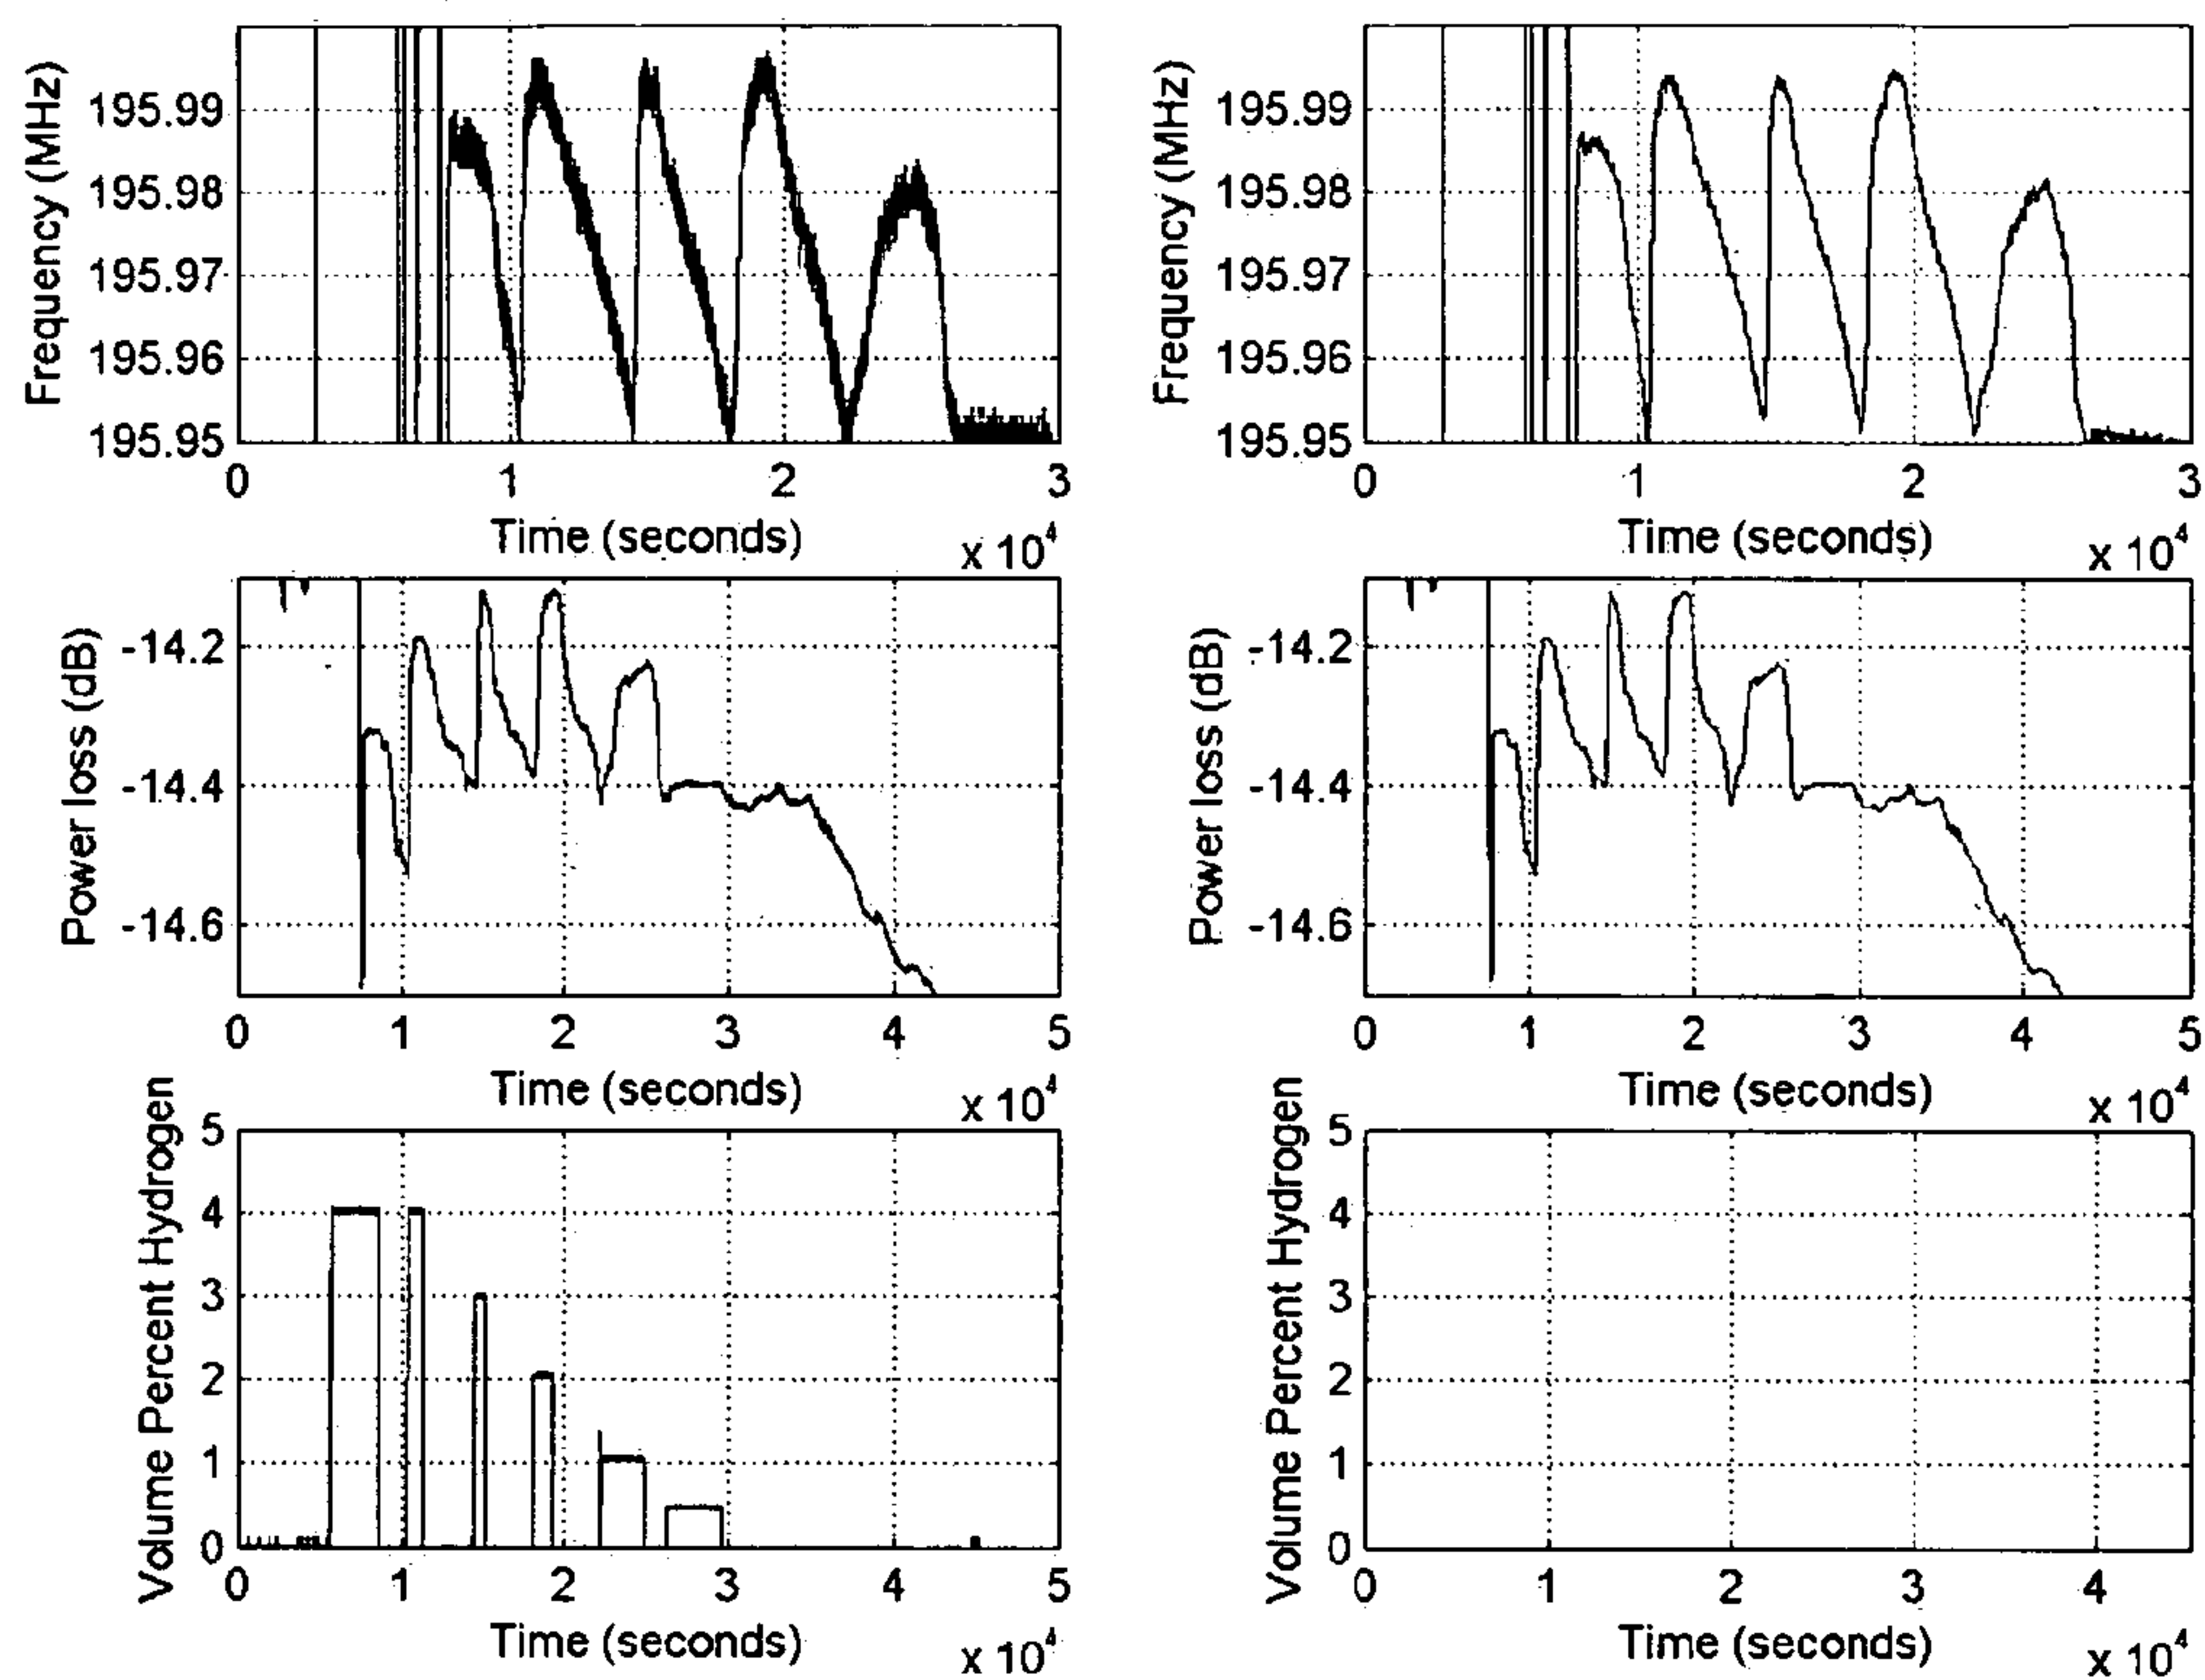 Frequency (MHz)
195.99
195.98
195.97
195.96
195.95
0 1 2 3
Time (seconds)
x 10⁴
Frequency (MHz)
195.99
195.98
195.97
195.96
195.95
0 1 2 3
Time (seconds)
x 10⁴
Power loss (dB)
-14.2
-14.4
-14.6
0 1 2 3 4 5
Time (seconds)
x 10⁴
Power loss (dB)
-14.2
-14.4
-14.6
0 1 2 3 4 5
Time (seconds)
x 10⁴
Volume Percent Hydrogen
5
4
3
2
1
0
0 1 2 3 4 5
Time (seconds)
x 10⁴
Volume Percent Hydrogen
5
4
3
2
1
0
0 1 2 3 4
Time (seconds)
x 10⁴